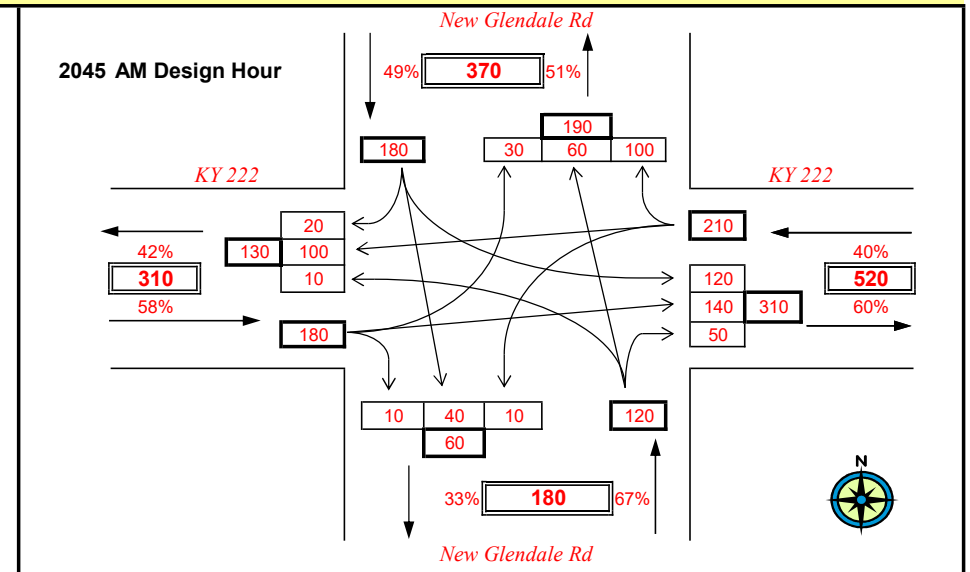 New Glendale Rd
2045 AM Design Hour
49% 370 51%
190
180 30 60 100
KY 222 KY 222
20 210
42% 130 100 40%
310 10 120 520
58% 140 310 60%
180 50
10 40 10 120
60
N
33% 180 67%
New Glendale Rd